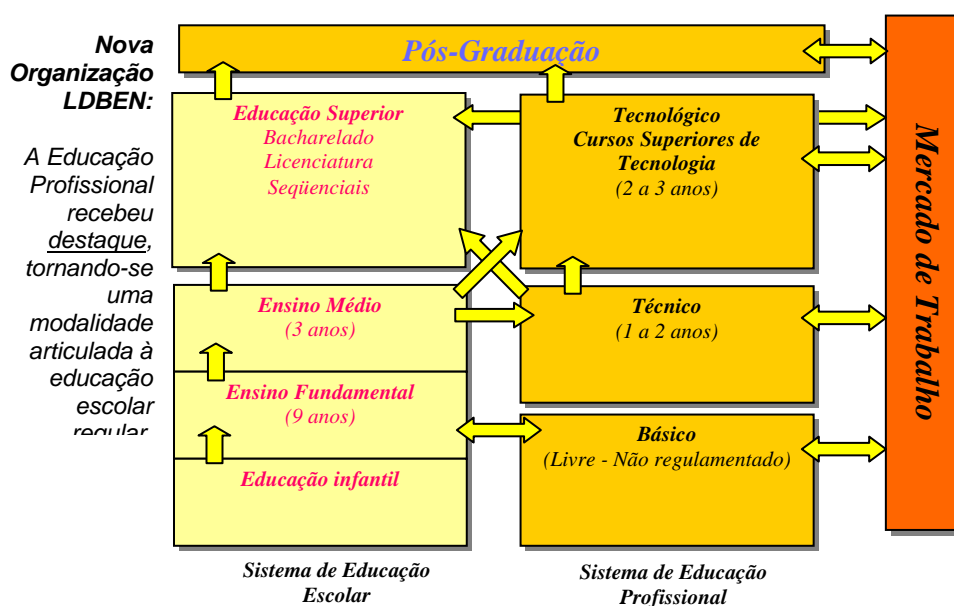 Nova
Organização
LDBEN:
A Educação
Profissional
recebeu
destaque,
tornando-se
uma
modalidade
articulada à
educação
escolar
regular.
Pós-Graduação
Educação Superior
Bacharelado
Licenciatura
Seqüenciais
Tecnológico
Cursos Superiores de
Tecnologia
(2 a 3 anos)
Ensino Médio
(3 anos)
Técnico
(1 a 2 anos)
Ensino Fundamental
(9 anos)
Básico
(Livre - Não regulamentado)
Educação infantil
Mercado de Trabalho
Sistema de Educação
Escolar
Sistema de Educação
Profissional